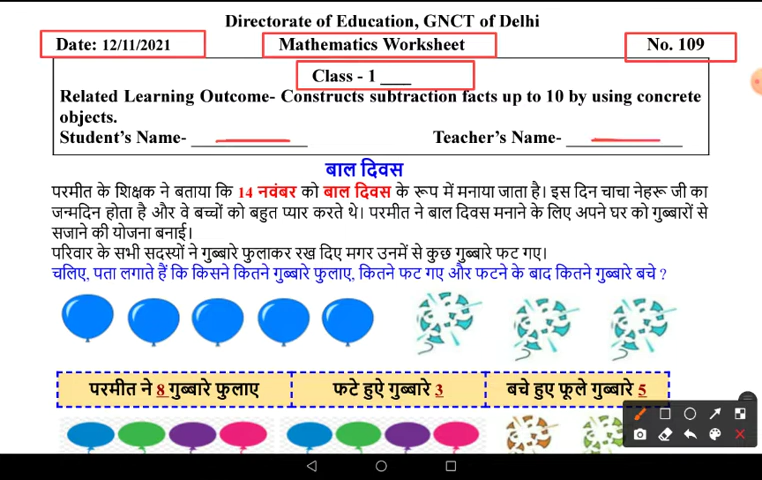 Directorate of Education, GNCT of Delhi
Date: 12/11/2021 Mathematics Worksheet No. 109
Class - 1 ____
Related Learning Outcome- Constructs subtraction facts up to 10 by using concrete
objects.
Student's Name- ____________ Teacher's Name- ____________
बाल दिवस
परमीत के शिक्षक ने बताया कि 14 नवंबर को बाल दिवस के रूप में मनाया जाता है। इस दिन चाचा नेहरू जी का
जन्मदिन होता है और वे बच्चों को बहुत प्यार करते थे। परमीत ने बाल दिवस मनाने के लिए अपने घर को गुब्बारों से
सजाने की योजना बनाई।
परिवार के सभी सदस्यों ने गुब्बारे फुलाकर रख दिए मगर उनमें से कुछ गुब्बारे फट गए।
चलिए, पता लगाते हैं कि किसने कितने गुब्बारे फुलाए, कितने फट गए और फटने के बाद कितने गुब्बारे बचे ?
परमीत ने 8 गुब्बारे फुलाए फटे हुऐ गुब्बारे 3 बचे हुए फूले गुब्बारे 5